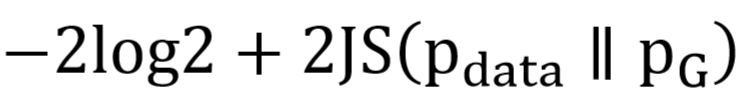 −2log2 + 2JS(p_data ∥ p_G)